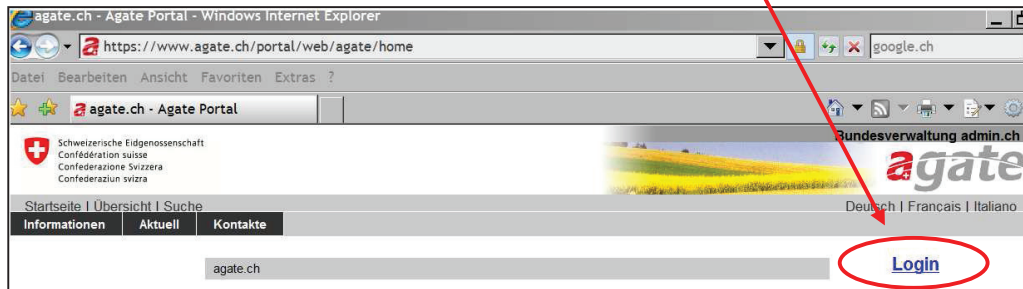 agate.ch - Agate Portal - Windows Internet Explorer
https://www.agate.ch/portal/web/agate/home
google.ch
Datei Bearbeiten Ansicht Favoriten Extras ?
agate.ch - Agate Portal
Bundesverwaltung admin.ch
Schweizerische Eidgenossenschaft
Confédération suisse
Confederazione Svizzera
Confederaziun svizra
agate
Startseite | Übersicht | Suche
Deutsch | Français | Italiano
Informationen Aktuell Kontakte
agate.ch
Login